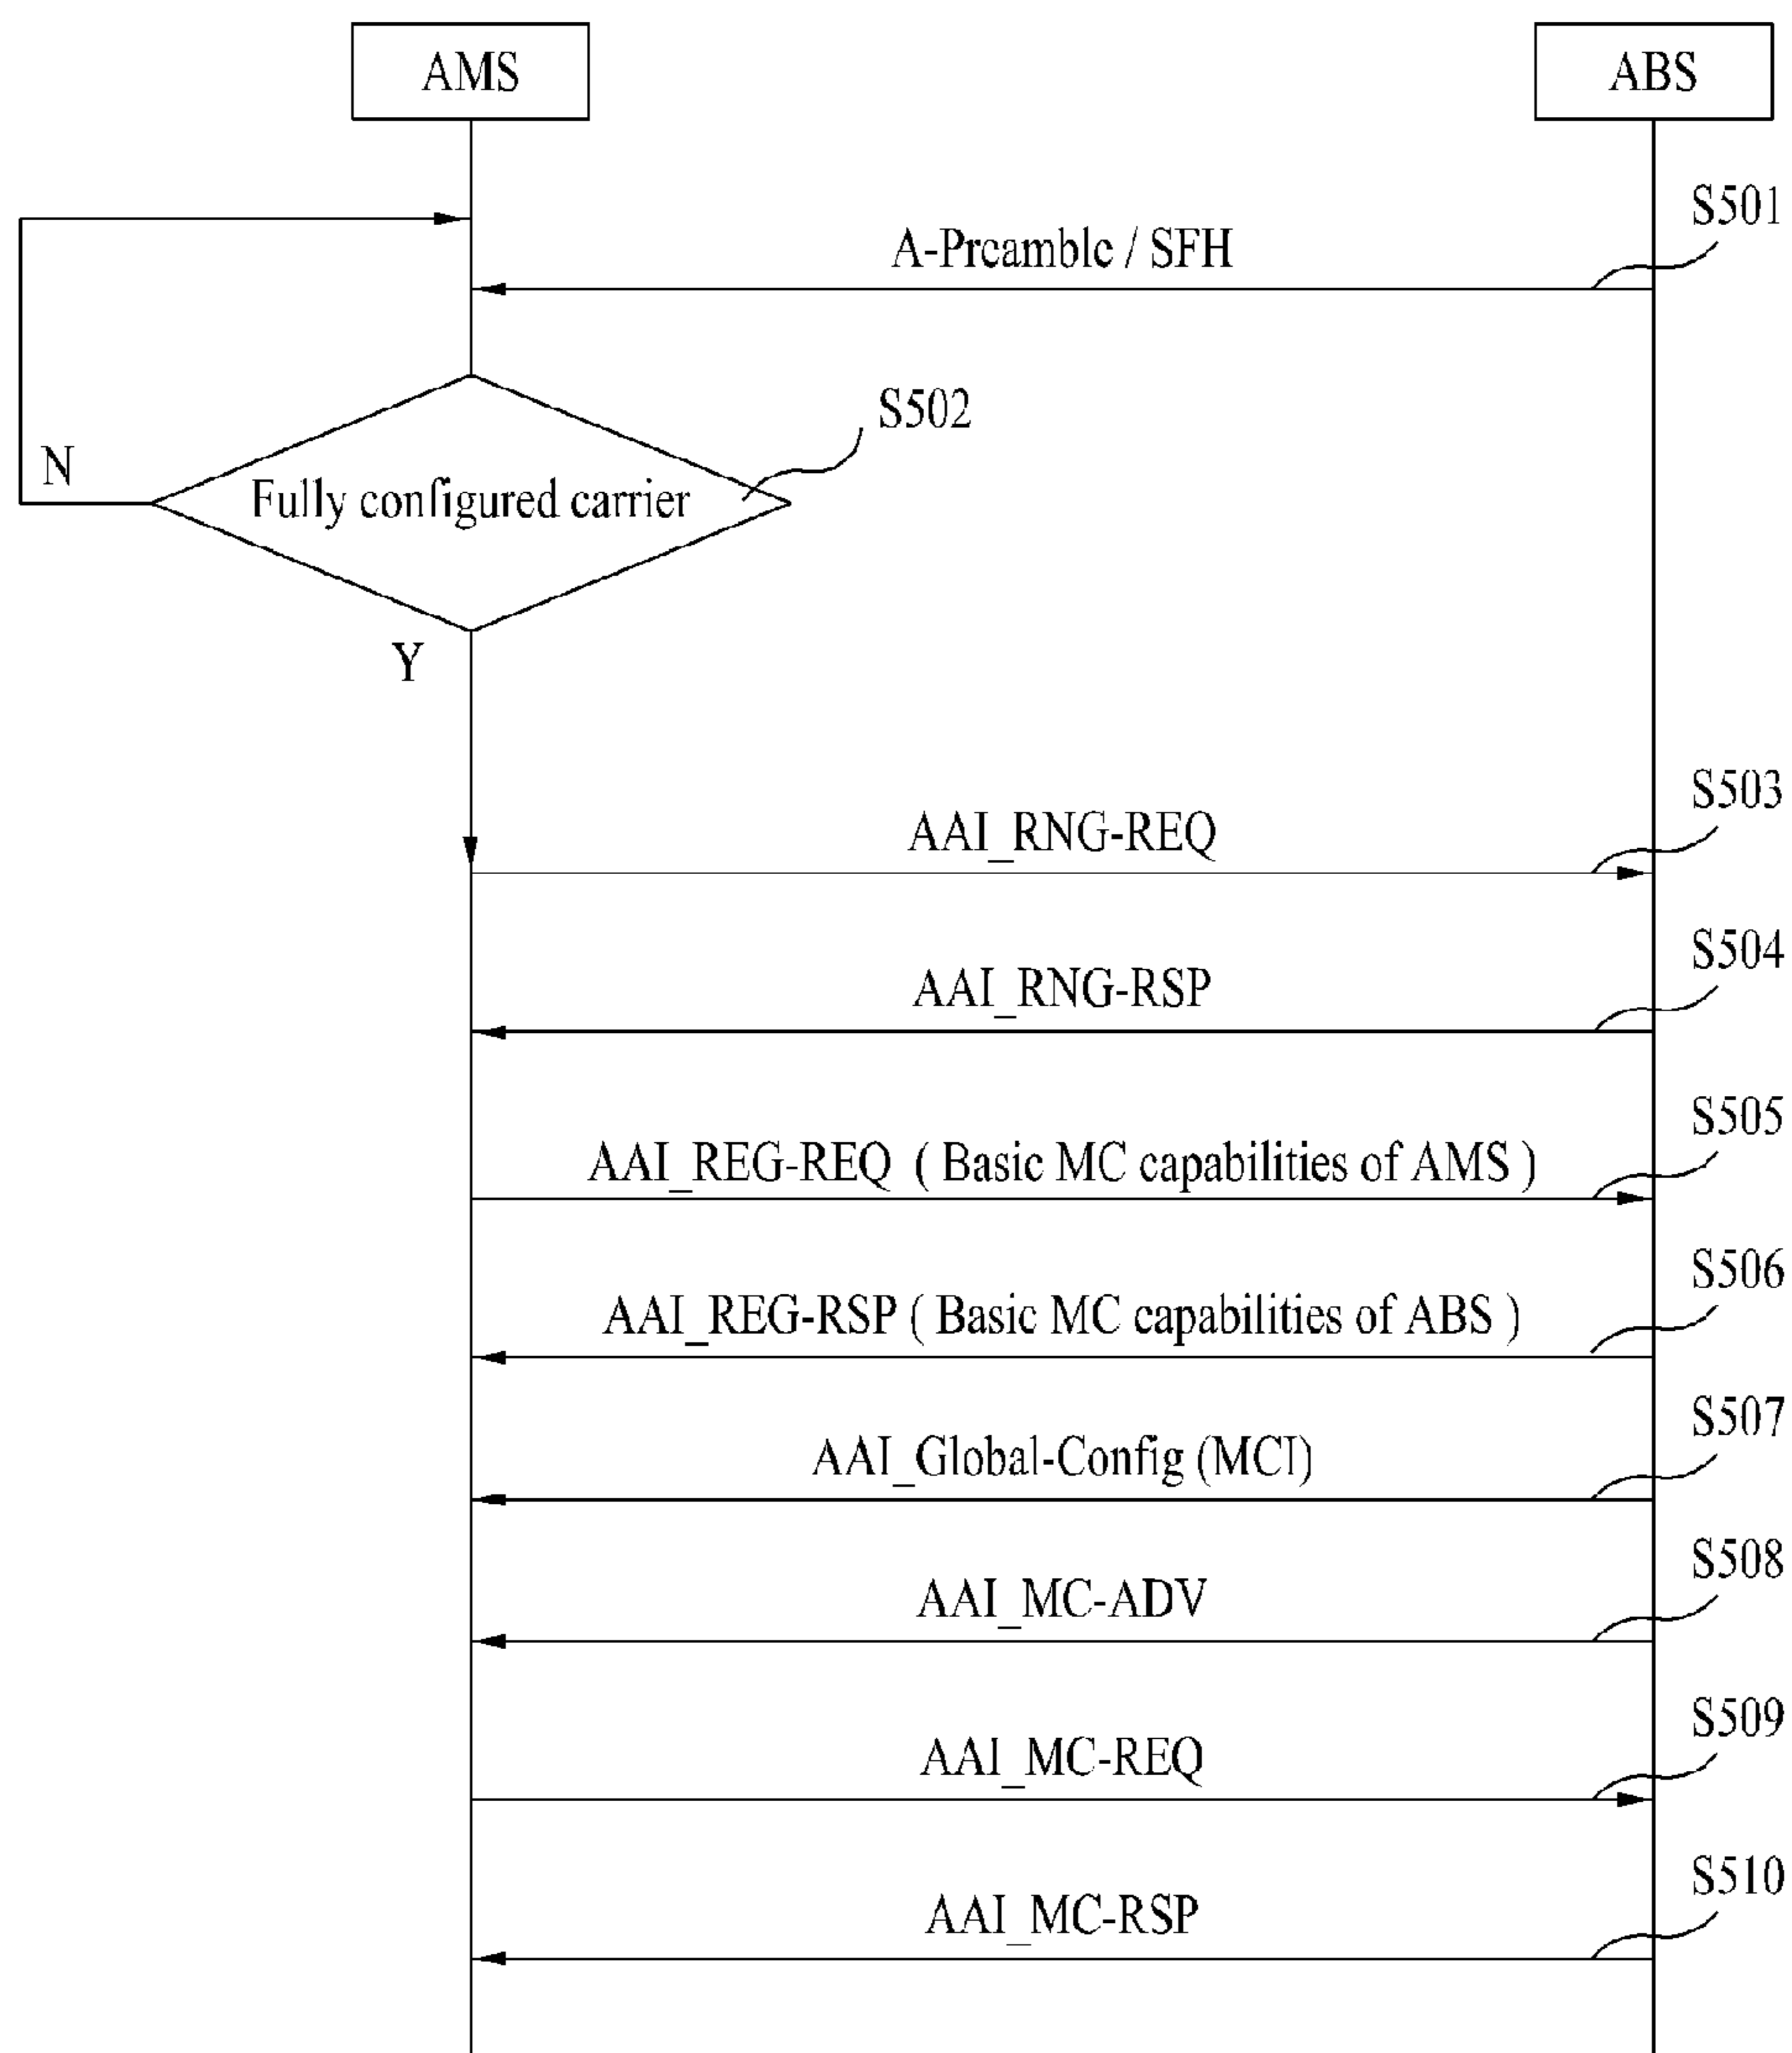 AMS
ABS
S501
A-Preamble / SFH
S502
N
Fully configured carrier
Y
S503
AAI_RNG-REQ
S504
AAI_RNG-RSP
S505
AAI_REG-REQ ( Basic MC capabilities of AMS )
S506
AAI_REG-RSP ( Basic MC capabilities of ABS )
S507
AAI_Global-Config (MCI)
S508
AAI_MC-ADV
S509
AAI_MC-REQ
S510
AAI_MC-RSP